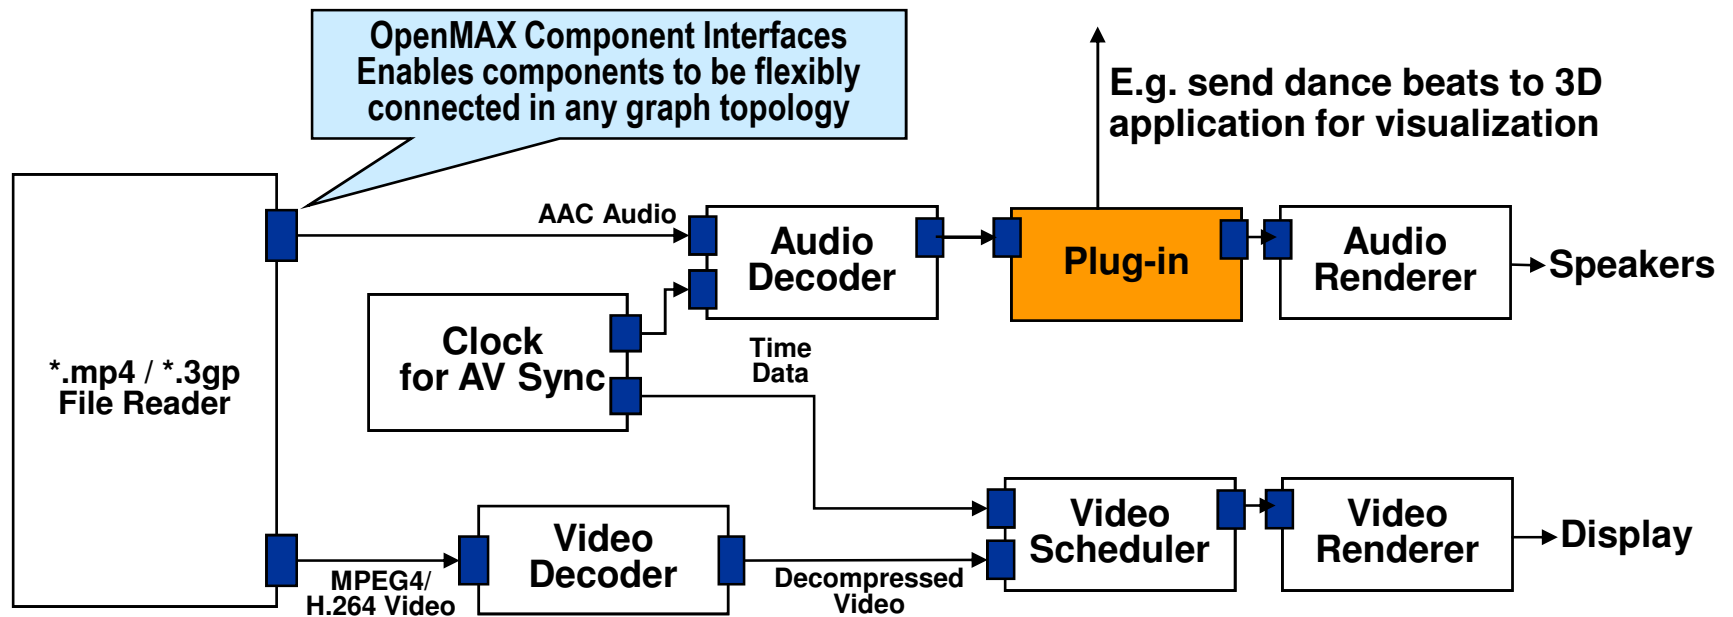 OpenMAX Component Interfaces
Enables components to be flexibly
connected in any graph topology
E.g. send dance beats to 3D
application for visualization
AAC Audio
Audio
Decoder
Plug-in
Audio
Renderer
Speakers
Clock
for AV Sync
Time
Data
*.mp4 / *.3gp
File Reader
MPEG4/
H.264 Video
Video
Decoder
Decompressed
Video
Video
Scheduler
Video
Renderer
Display